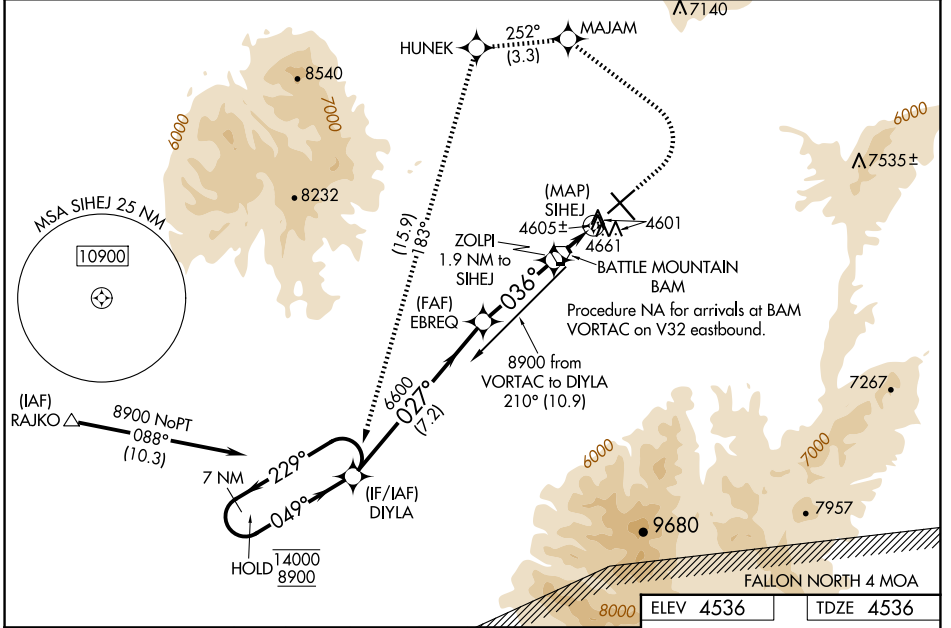 7140
HUNEK
252°
(3.3)
MAJAM
8540
7000
6000
6000
7535±
8232
MSA SIHEJ 25 NM
10900
(15.9)
183°
(MAP)
SIHEJ
4605±
4601
4661
ZOLPI
1.9 NM to
SIHEJ
BATTLE MOUNTAIN
BAM
036°
(FAF)
EBREQ
Procedure NA for arrivals at BAM
VORTAC on V32 eastbound.
8900 from
VORTAC to DIYLA
210° (10.9)
6600
027°
(7.2)
7267
(IAF)
RAJKO
8900 NoPT
088°
(10.3)
7 NM
229°
049°
(IF/IAF)
DIYLA
HOLD
14000
8900
6000
7000
7957
9680
8000
FALLON NORTH 4 MOA
ELEV 4536
TDZE 4536